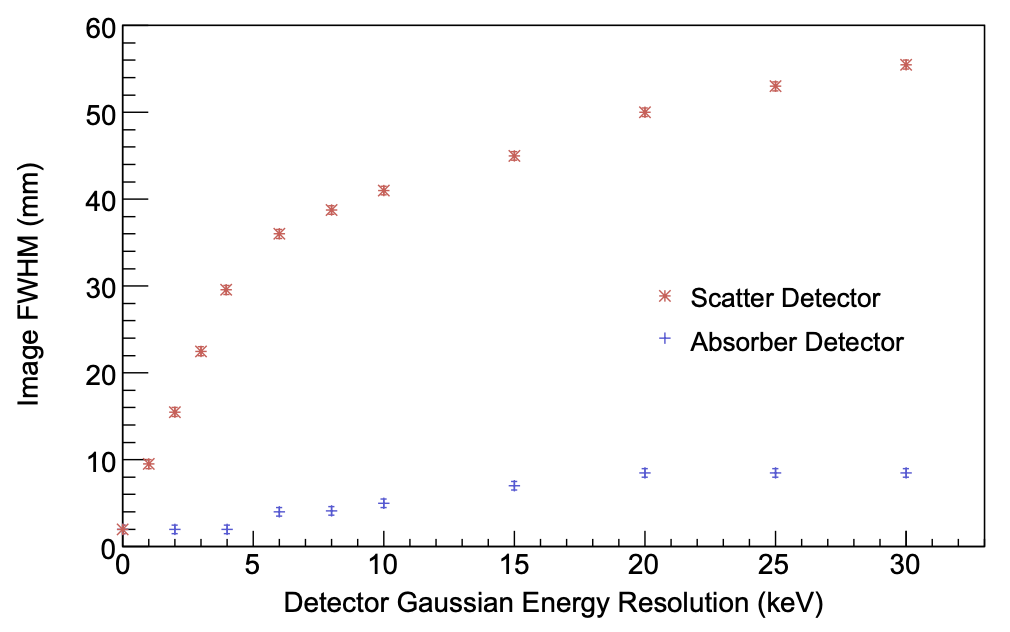 60
50
40
30
20
10
0
0 5 10 15 20 25 30
Image FWHM (mm)
Scatter Detector
Absorber Detector
Detector Gaussian Energy Resolution (keV)